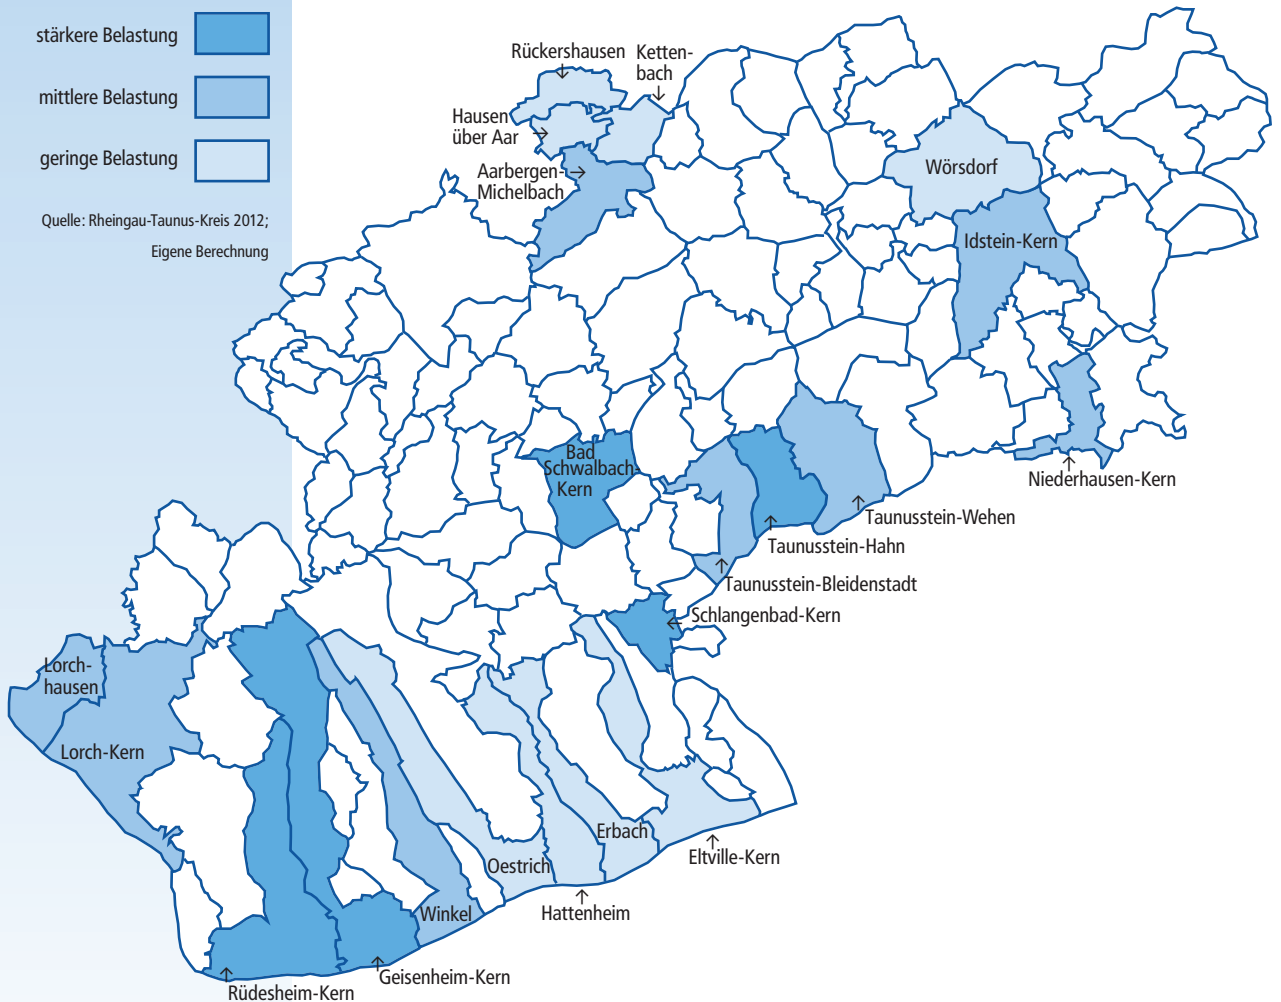 stärkere Belastung
mittlere Belastung
geringe Belastung
Quelle: Rheingau-Taunus-Kreis 2012;
Eigene Berechnung
Rückershausen
Ketten-
bach
Hausen
über Aar
Aarbergen-
Michelbach
Wörsdorf
Idstein-Kern
Niederhausen-Kern
Bad
Schwalbach-
Kern
Taunusstein-Wehen
Taunusstein-Hahn
Taunusstein-Bleidenstadt
Schlangenbad-Kern
Lorch-
hausen
Lorch-Kern
Erbach
Eltville-Kern
Oestrich
Hattenheim
Winkel
Geisenheim-Kern
Rüdesheim-Kern